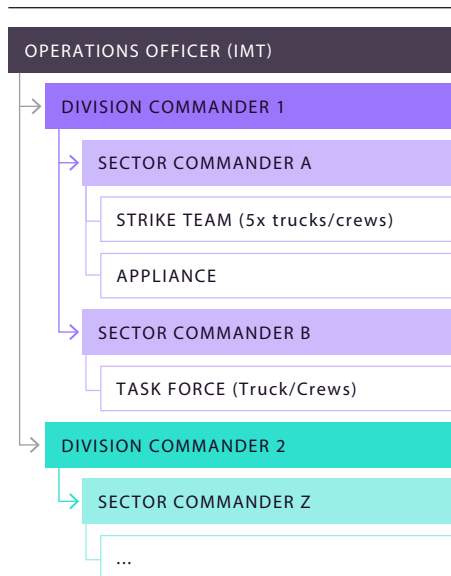 OPERATIONS OFFICER (IMT)
DIVISION COMMANDER 1
SECTOR COMMANDER A
STRIKE TEAM (5x trucks/crews)
APPLIANCE
SECTOR COMMANDER B
TASK FORCE (Truck/Crews)
DIVISION COMMANDER 2
SECTOR COMMANDER Z
...